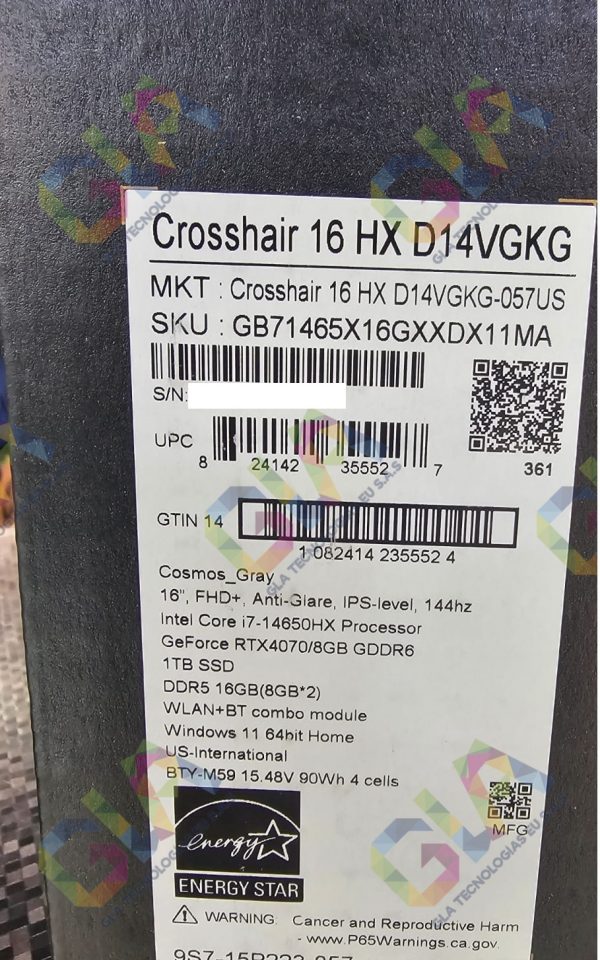 Crosshair 16 HX D14VGKG
MKT : Crosshair 16 HX D14VGKG-057US
SKU : GB71465X16GXXDX11MA
S/N:
UPC
8 24142 35552 7
361
GTIN 14
1 082414 235552 4
Cosmos_Gray
16", FHD+, Anti-Glare, IPS-level, 144hz
Intel Core i7-14650HX Processor
GeForce RTX4070/8GB GDDR6
1TB SSD
DDR5 16GB(8GB*2)
WLAN+BT combo module
Windows 11 64bit Home
US-International
BTY-M59 15.48V 90Wh 4 cells
MFG
energy
ENERGY STAR
WARNING: Cancer and Reproductive Harm
- www.P65Warnings.ca.gov.
GLA
GLA TECNOLOGIAS EU S.A.S